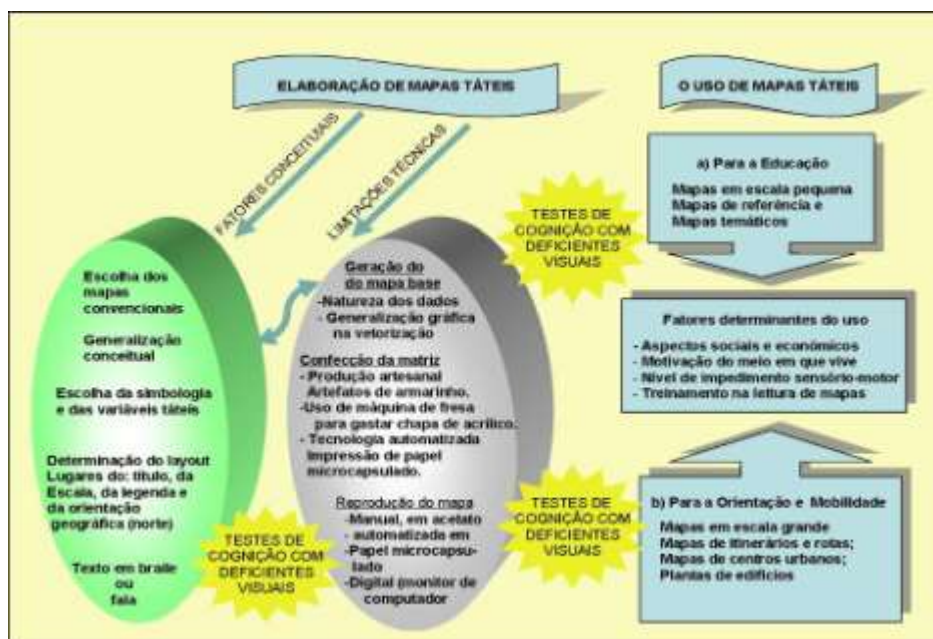 ELABORAÇÃO DE MAPAS TÁTEIS
O USO DE MAPAS TÁTEIS
FATORES CONCEITUAIS
LIMITAÇÕES TÉCNICAS
Escolha dos
mapas
convencionais
Generalização
conceitual
Escolha da simbologia
e das variáveis táteis
Determinação do layout
Lugares do: título, da
Escala, da legenda e
da orientação
geográfica (norte)
Texto em braile
ou
fala
TESTES DE
COGNIÇÃO COM
DEFICIENTES
VISUAIS
Geração do
do mapa base
-Natureza dos dados
- Generalização gráfica
na vetorização
Confecção da matriz
- Produção artesanal
Artefatos de armarinho.
-Uso de máquina de fresa
para gastar chapa de acrílico.
- Tecnologia automatizada
Impressão de papel
microcapsulado.
Reprodução do mapa
-Manual, em acetato
- automatizada em
-Papel microcapsu-
lado
-Digital (monitor de
computador
TESTES DE
COGNIÇÃO COM
DEFICIENTES
VISUAIS
TESTES DE
COGNIÇÃO COM
DEFICIENTES
VISUAIS
a) Para a Educação
Mapas em escala pequena
Mapas de referência e
Mapas temáticos
Fatores determinantes do uso
- Aspectos sociais e económicos
- Motivação do meio em que vive
- Nível de impedimento sensório-motor
- Treinamento na leitura de mapas
b) Para a Orientação e Mobilidade
Mapas em escala grande
Mapas de itinerários e rotas;
Mapas de centros urbanos;
Plantas de edifícios